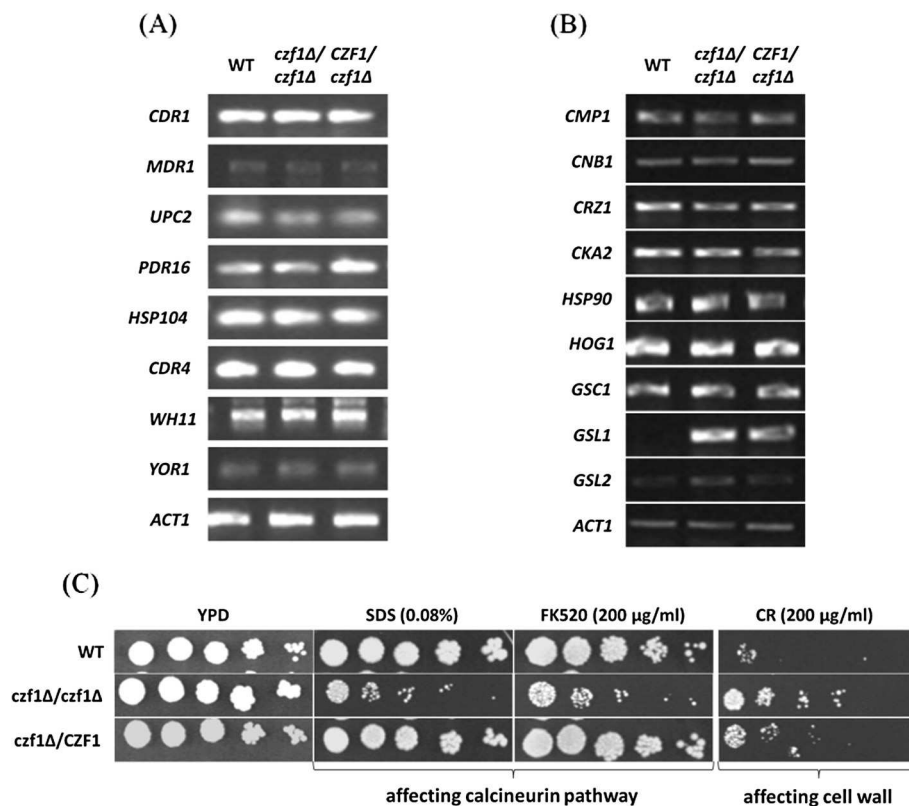 (A)
WT czf1Δ/czf1Δ CZF1/czf1Δ
CDR1
MDR1
UPC2
PDR16
HSP104
CDR4
WH11
YOR1
ACT1
(B)
WT czf1Δ/czf1Δ CZF1/czf1Δ
CMP1
CNB1
CRZ1
CKA2
HSP90
HOG1
GSC1
GSL1
GSL2
ACT1
(C)
YPD SDS (0.08%) FK520 (200 µg/ml) CR (200 µg/ml)
WT
czf1Δ/czf1Δ
czf1Δ/CZF1
affecting calcineurin pathway affecting cell wall